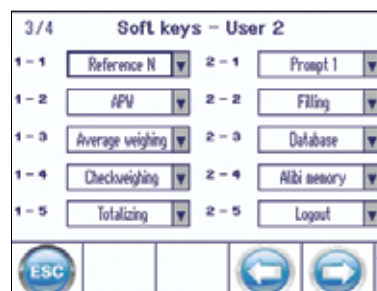 3/4 Soft keys - User 2
1-1 Reference N 2-1 Prompt 1
1-2 APW 2-2 Filling
1-3 Average weighing 2-3 Database
1-4 Checkweighing 2-4 Alibi memory
1-5 Totalizing 2-5 Logout
ESC